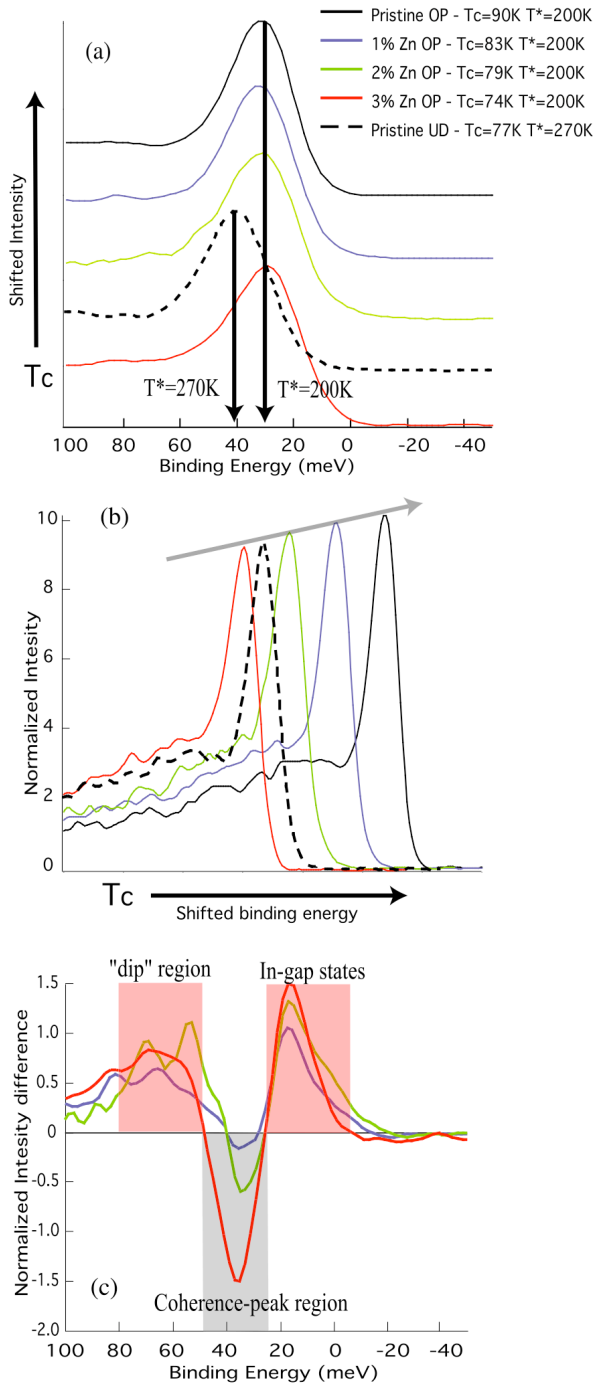 Pristine OP - Tc=90K T*=200K
(a)
1% Zn OP - Tc=83K T*=200K
2% Zn OP - Tc=79K T*=200K
3% Zn OP - Tc=74K T*=200K
Pristine UD - Tc=77K T*=270K
Shifted Intensity
Tc
T*=270K
T*=200K
100 80 60 40 20 0 -20 -40
Binding Energy (meV)
(b)
10
8
6
4
2
0
Normalized Intesity
Tc
Shifted binding energy
"dip" region
In-gap states
1.5
1.0
0.5
0
-0.5
-1.0
-1.5
-2.0
Normalized Intesity difference
(c)
Coherence-peak region
100 80 60 40 20 0 -20 -40
Binding Energy (meV)